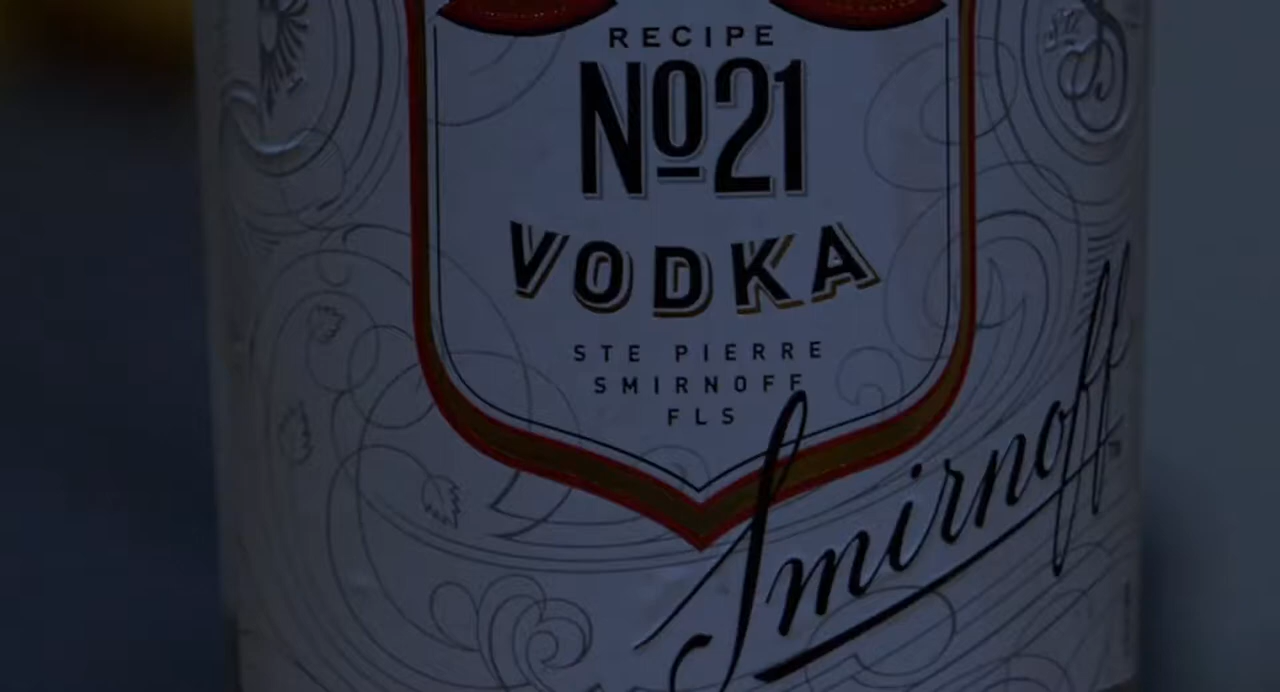 RECIPE
Nº21
VODKA
STE PIERRE
SMIRNOFF
FLS
Smirnoff